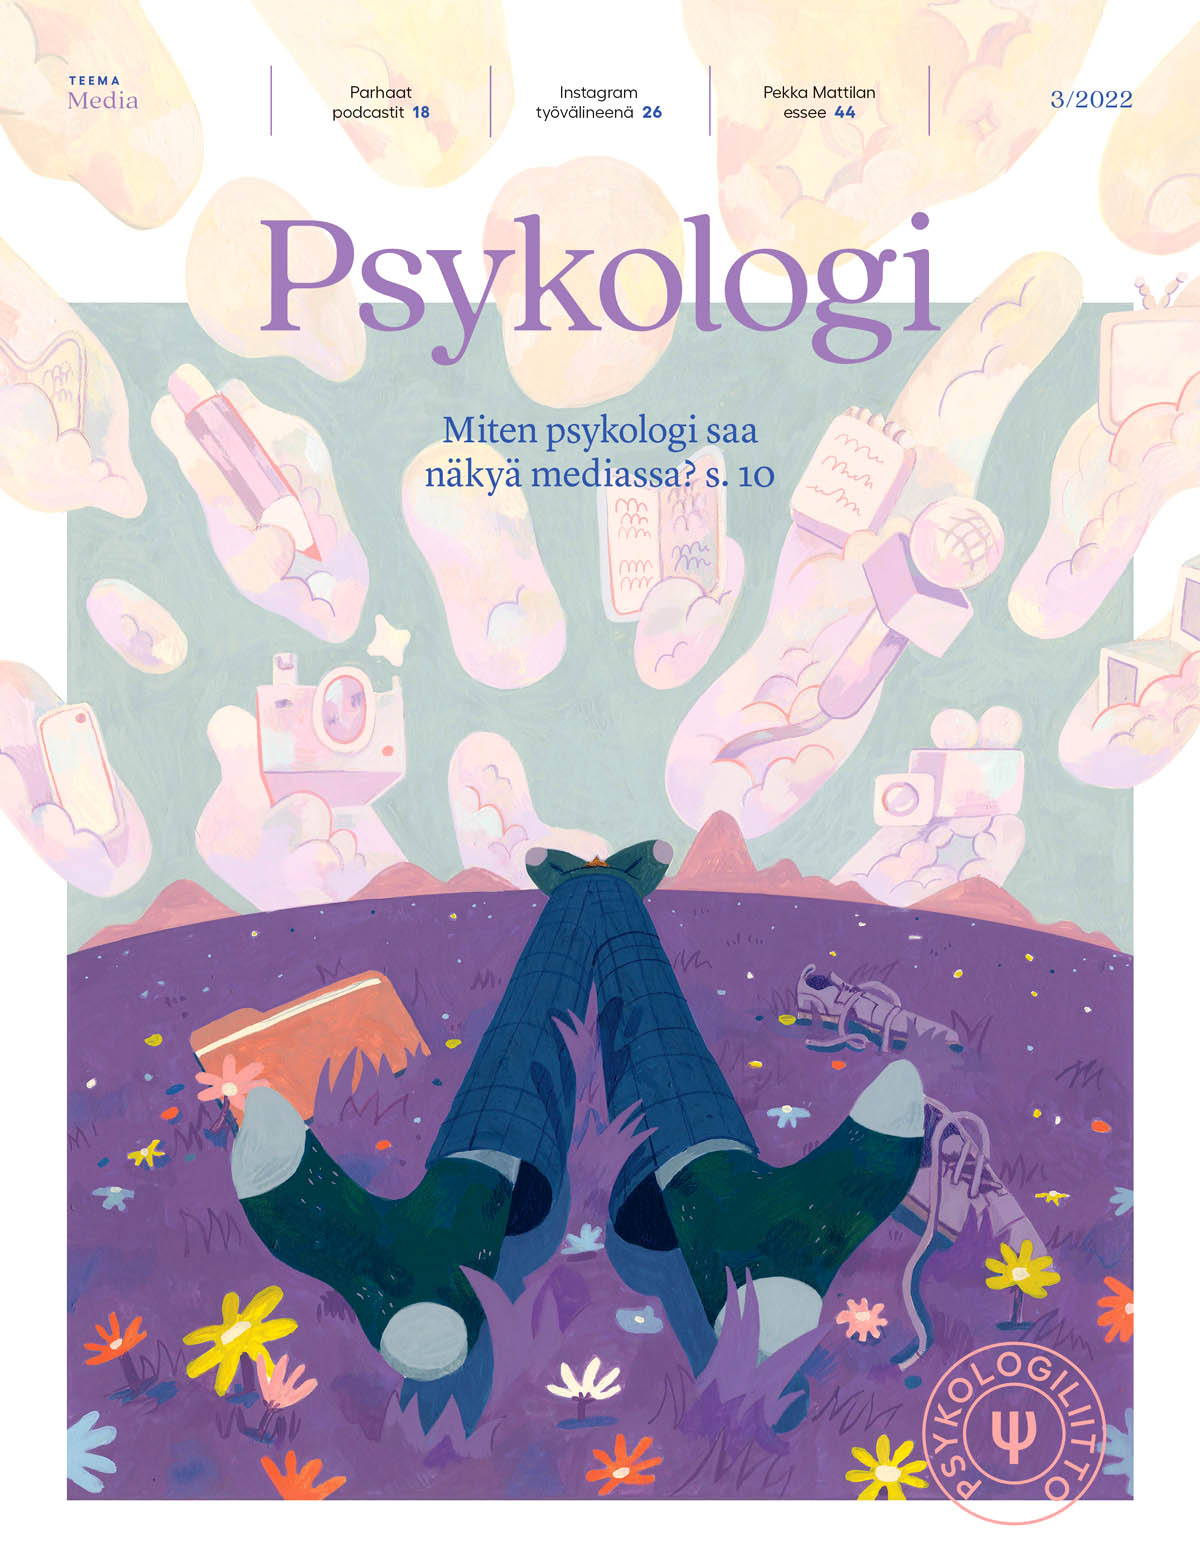 TEEMA
Media
Parhaat
podcastit 18
Instagram
työvälineenä 26
Pekka Mattilan
essee 44
3/2022
Psykologi
Miten psykologi saa
näkyä mediassa? s. 10
PSYKOLOGILIITTO
Ψ